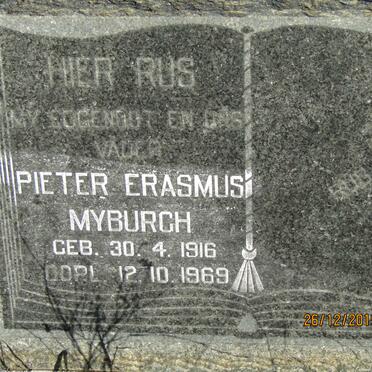 HIER RUS
MY EGGENOOT EN ONS
VADER
PIETER ERASMUS
MYBURGH
GEB. 30. 4. 1916
OORL. 12. 10. 1969
26/12/201